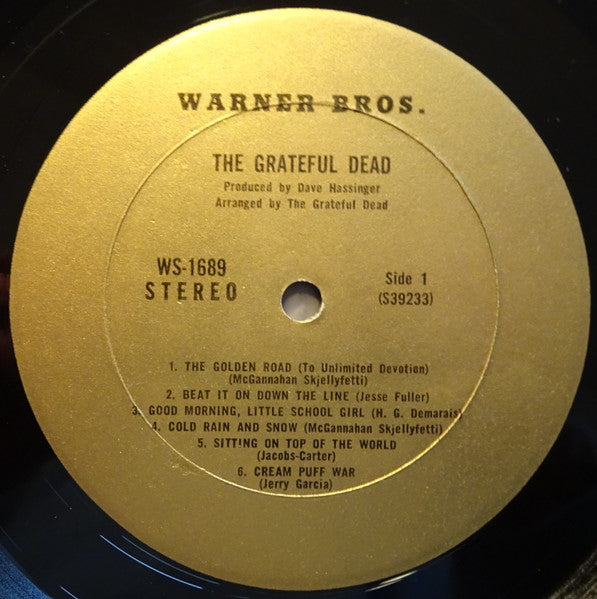 WARNER BROS.
THE GRATEFUL DEAD
Produced by Dave Hassinger
Arranged by The Grateful Dead
WS-1689
STEREO
Side 1
(S39233)
1. THE GOLDEN ROAD (To Unlimited Devotion)
(McGannahan Skjellyfetti)
2. BEAT IT ON DOWN THE LINE (Jesse Fuller)
3. GOOD MORNING, LITTLE SCHOOL GIRL (H. G. Demarais)
4. COLD RAIN AND SNOW (McGannahan Skjellyfetti)
5. SITTING ON TOP OF THE WORLD
(Jacobs-Carter)
6. CREAM PUFF WAR
(Jerry Garcia)